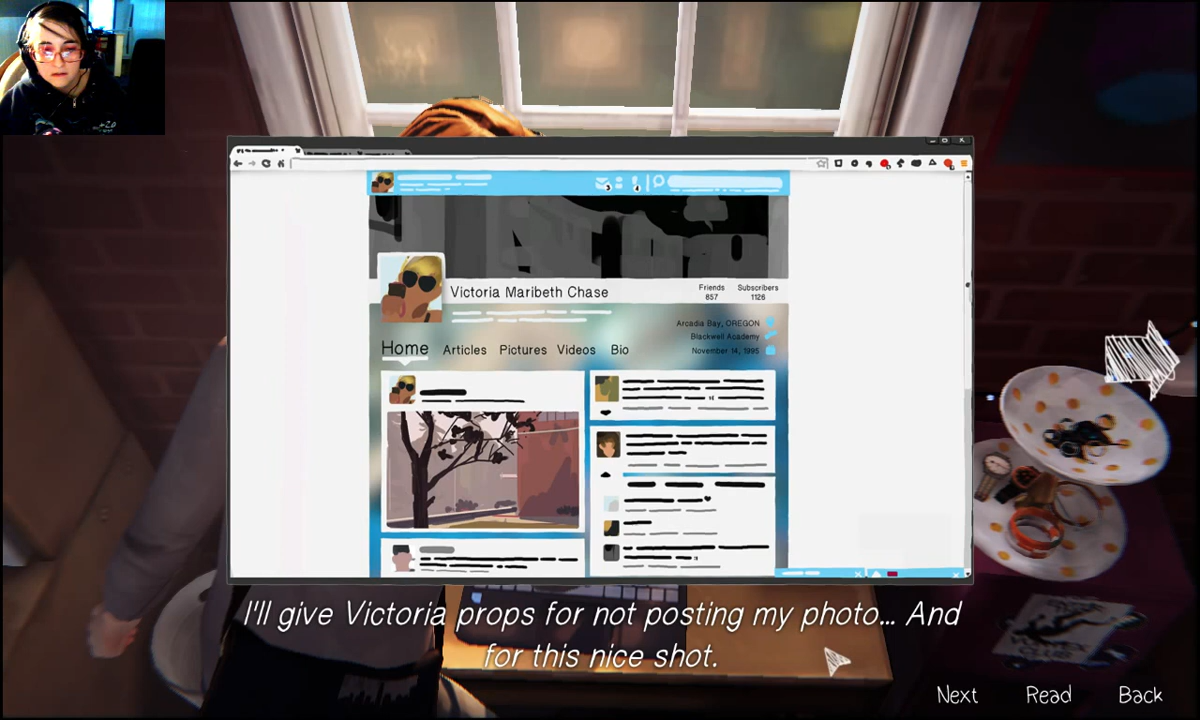 Victoria Maribeth Chase
Friends
857
Subscribers
1126
Arcadia Bay, OREGON
Blackwell Academy
November 14, 1995
Home Articles Pictures Videos Bio
I'll give Victoria props for not posting my photo... And
for this nice shot.
Next Read Back